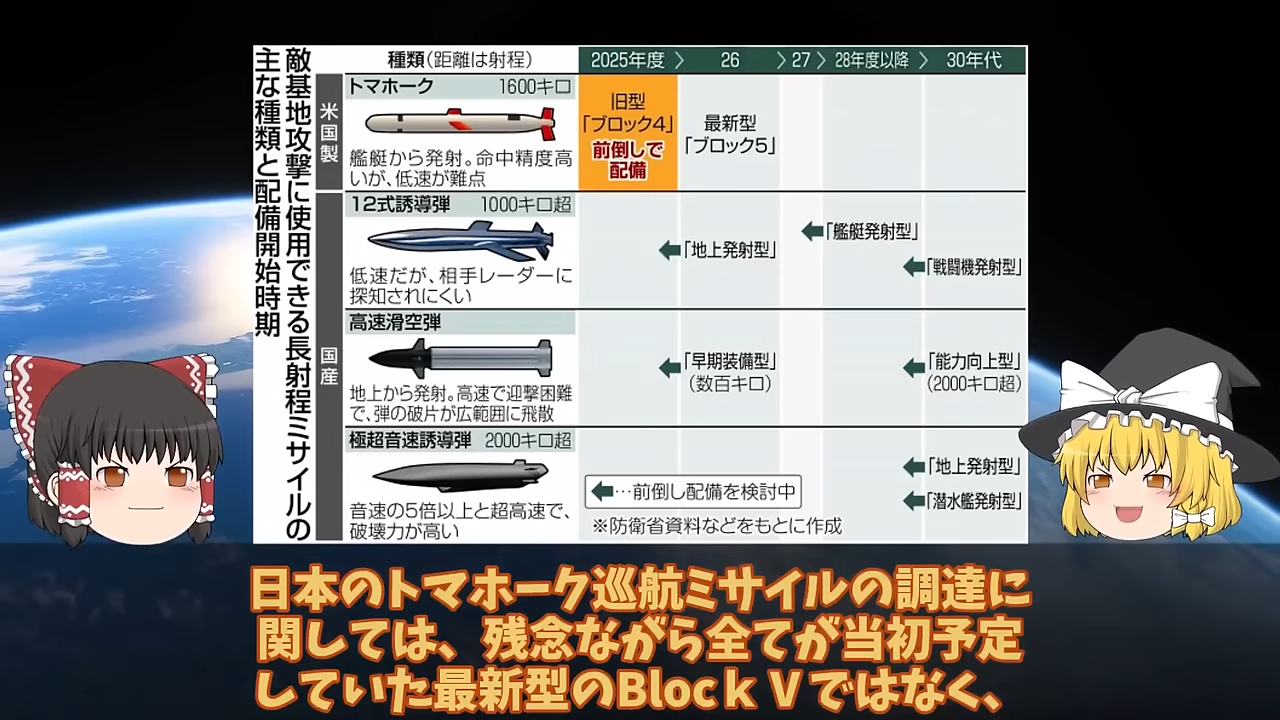 敵基地攻撃に使用できる長射程ミサイルの
主な種類と配備開始時期
種類(距離は射程)
2025年度
26
27
28年度以降
30年代
米国製
トマホーク 1600キロ
艦艇から発射。命中精度高
いが、低速が難点
旧型
「ブロック4」
前倒しで
配備
最新型
「ブロック5」
国産
12式誘導弾 1000キロ超
低速だが、相手レーダーに
探知されにくい
←「地上発射型」
←「艦艇発射型」
←「戦闘機発射型」
高速滑空弾
地上から発射。高速で迎撃困難
で、弾の破片が広範囲に飛散
←「早期装備型」
(数百キロ)
←「能力向上型」
(2000キロ超)
極超音速誘導弾 2000キロ超
音速の5倍以上と超高速で、
破壊力が高い
←「地上発射型」
←「潜水艦発射型」
←…前倒し配備を検討中
※防衛省資料などをもとに作成
日本のトマホーク巡航ミサイルの調達に
関しては、残念ながら全てが当初予定
していた最新型のBlockⅤではなく、